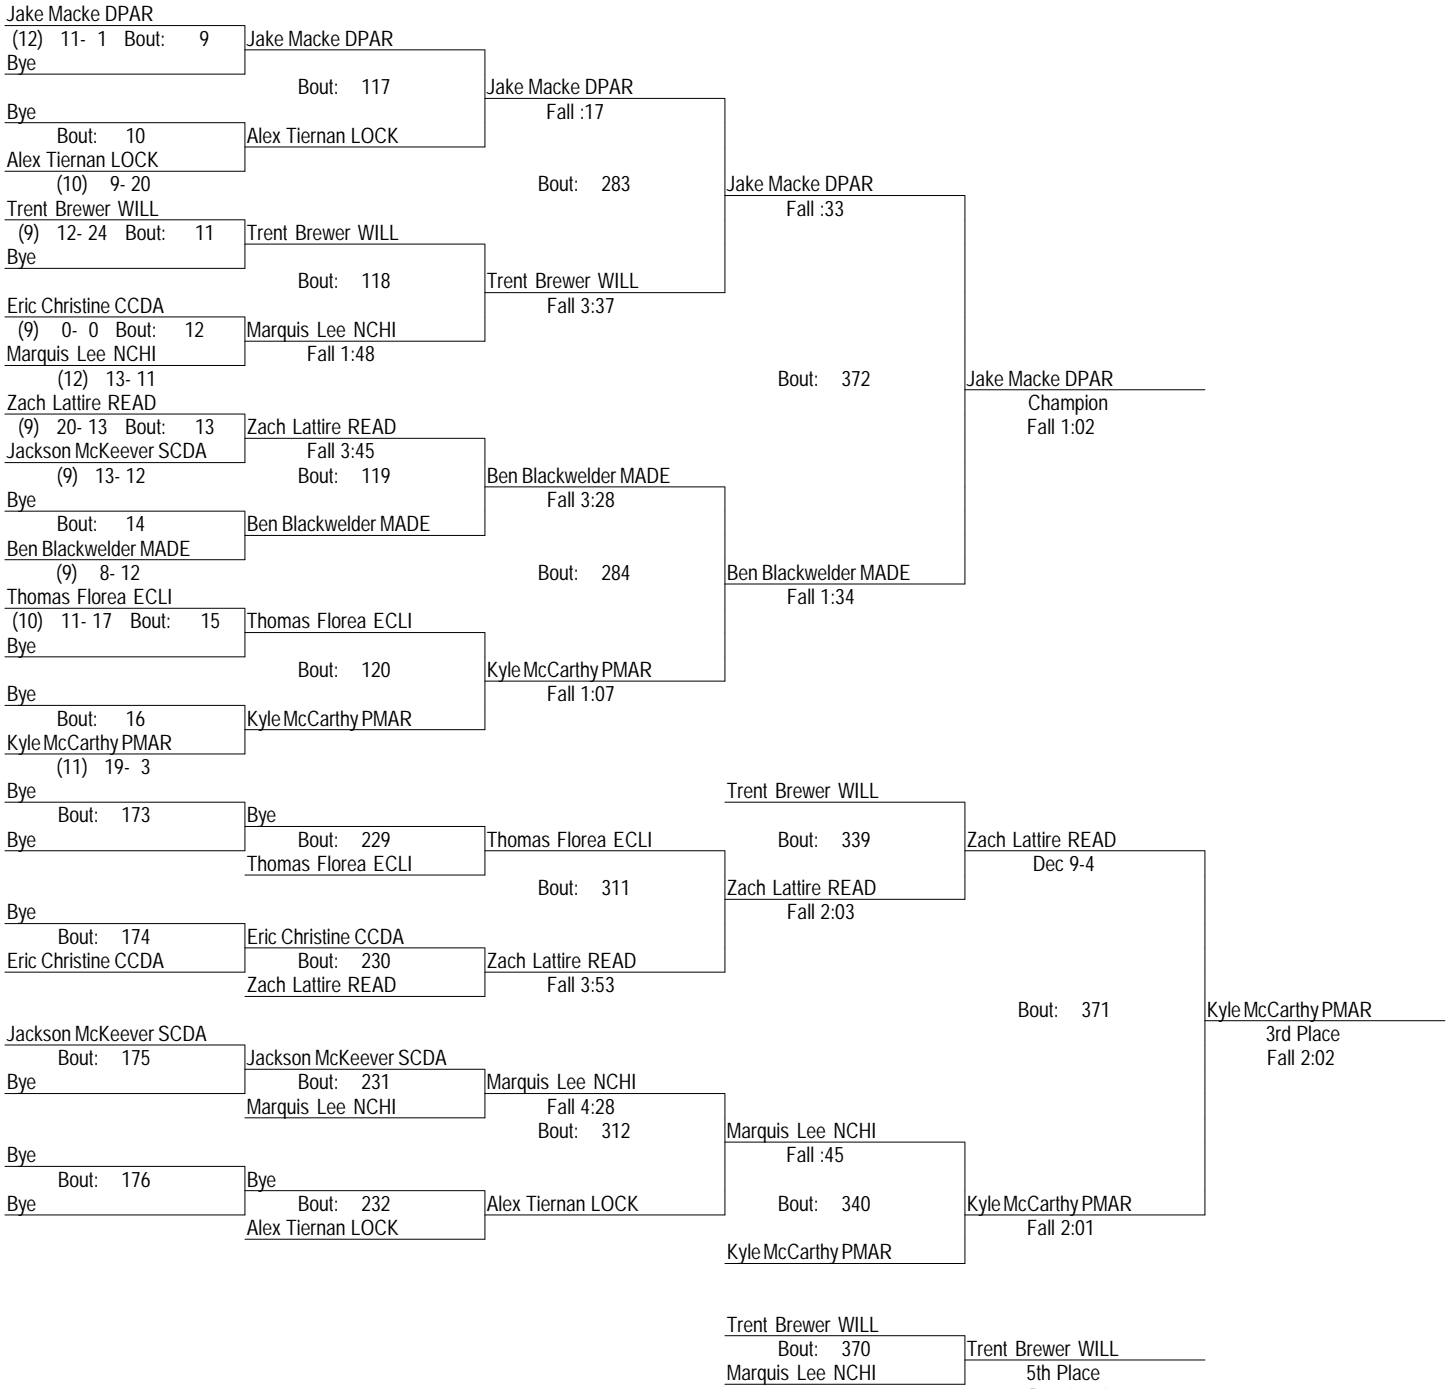 Jake Macke DPAR
(12) 11- 1 Bout: 9 Jake Macke DPAR
Bye
Bout: 117 Jake Macke DPAR
Bye Fall :17
Bout: 10 Alex Tiernan LOCK
Alex Tiernan LOCK
(10) 9- 20 Bout: 283 Jake Macke DPAR
Trent Brewer WILL Fall :33
(9) 12- 24 Bout: 11 Trent Brewer WILL
Bye
Bout: 118 Trent Brewer WILL
Eric Christine CCDA Fall 3:37
(9) 0- 0 Bout: 12 Marquis Lee NCHI
Marquis Lee NCHI Fall 1:48
(12) 13- 11 Bout: 372 Jake Macke DPAR
Zach Lattire READ Champion
(9) 20- 13 Bout: 13 Zach Lattire READ Fall 1:02
Jackson McKeever SCDA Fall 3:45
(9) 13- 12 Bout: 119 Ben Blackwelder MADE
Bye Fall 3:28
Bout: 14 Ben Blackwelder MADE
Ben Blackwelder MADE
(9) 8- 12 Bout: 284 Ben Blackwelder MADE
Thomas Florea ECLI Fall 1:34
(10) 11- 17 Bout: 15 Thomas Florea ECLI
Bye
Bout: 120 Kyle McCarthy PMAR
Bye Fall 1:07
Bout: 16 Kyle McCarthy PMAR
Kyle McCarthy PMAR
(11) 19- 3
Bye Trent Brewer WILL
Bout: 173 Bye
Bye Bout: 229 Thomas Florea ECLI Bout: 339 Zach Lattire READ
Thomas Florea ECLI Dec 9-4
Bout: 311 Zach Lattire READ
Bye Fall 2:03
Bout: 174 Eric Christine CCDA
Eric Christine CCDA Bout: 230 Zach Lattire READ
Zach Lattire READ Fall 3:53
Bout: 371 Kyle McCarthy PMAR
Jackson McKeever SCDA 3rd Place
Bout: 175 Jackson McKeever SCDA Fall 2:02
Bye Bout: 231 Marquis Lee NCHI
Marquis Lee NCHI Fall 4:28
Bout: 312 Marquis Lee NCHI
Bye Fall :45
Bout: 176 Bye
Bye Bout: 232 Alex Tiernan LOCK Bout: 340 Kyle McCarthy PMAR
Alex Tiernan LOCK Fall 2:01
Kyle McCarthy PMAR
Trent Brewer WILL
Bout: 370 Trent Brewer WILL
Marquis Lee NCHI 5th Place